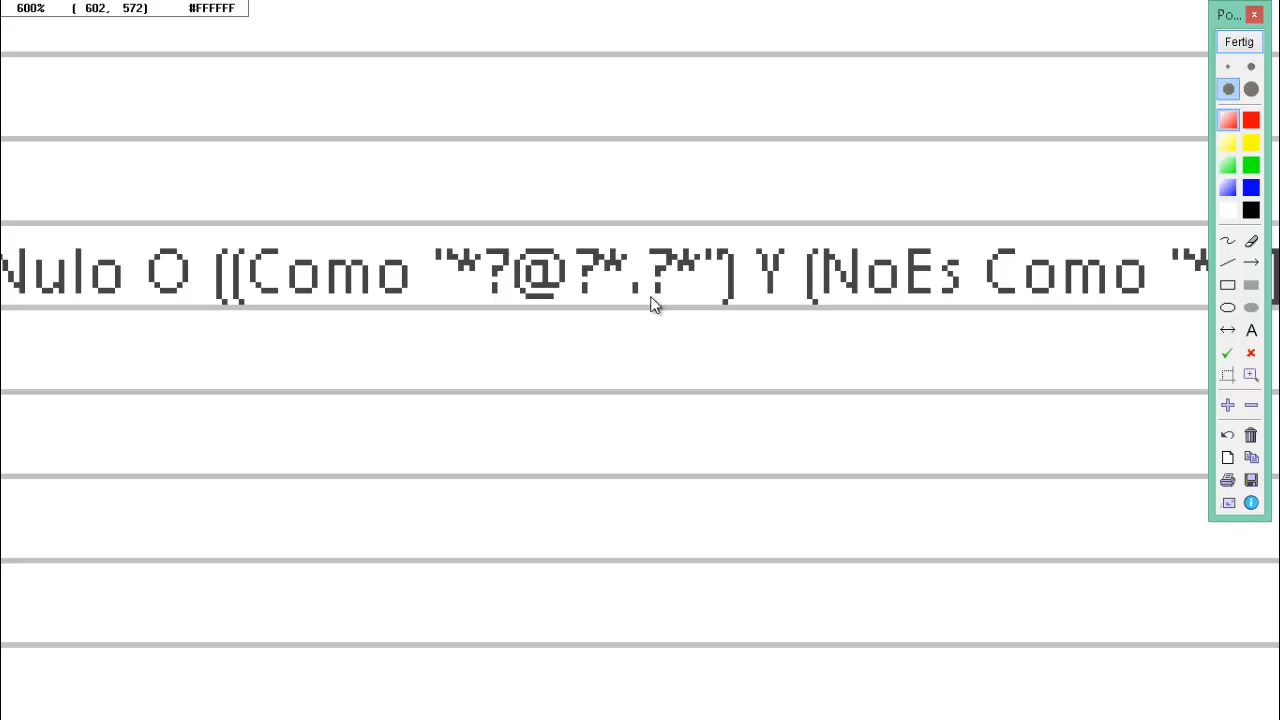 600% ( 602, 572) #FFFFFF
Po...
Fertig
Nulo O ((Como "*?@?*.?*") Y (NoEs Como "*
A